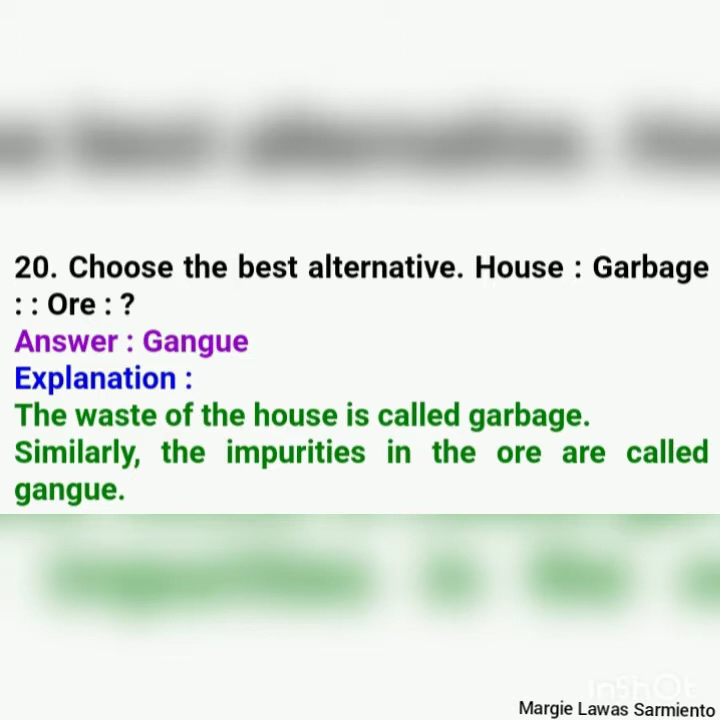 20. Choose the best alternative. House : Garbage
: : Ore : ?
Answer : Gangue
Explanation :
The waste of the house is called garbage.
Similarly, the impurities in the ore are called
gangue.
InShOt
Margie Lawas Sarmiento